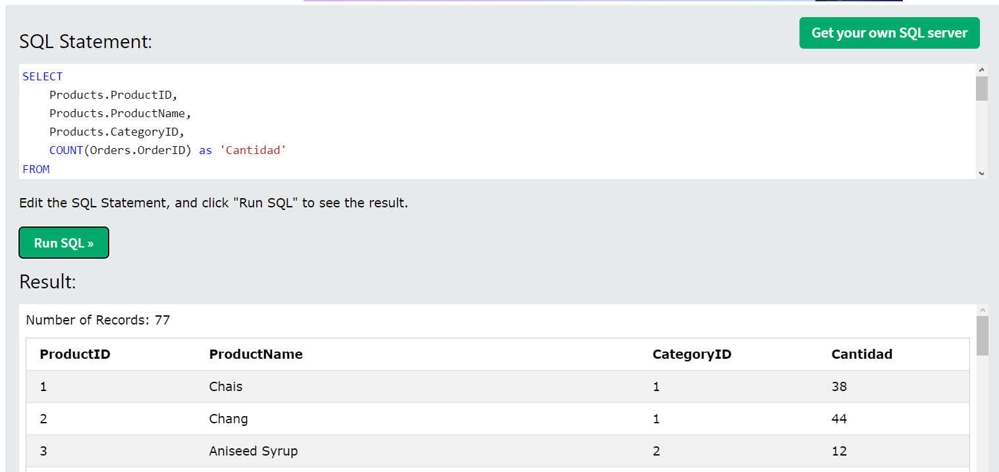 Get your own SQL server
SQL Statement:
SELECT
Products.ProductID,
Products.ProductName,
Products.CategoryID,
COUNT(Orders.OrderID) as 'Cantidad'
FROM
Edit the SQL Statement, and click "Run SQL" to see the result.
Run SQL »
Result:
Number of Records: 77
ProductID ProductName CategoryID Cantidad
1 Chais 1 38
2 Chang 1 44
3 Aniseed Syrup 2 12